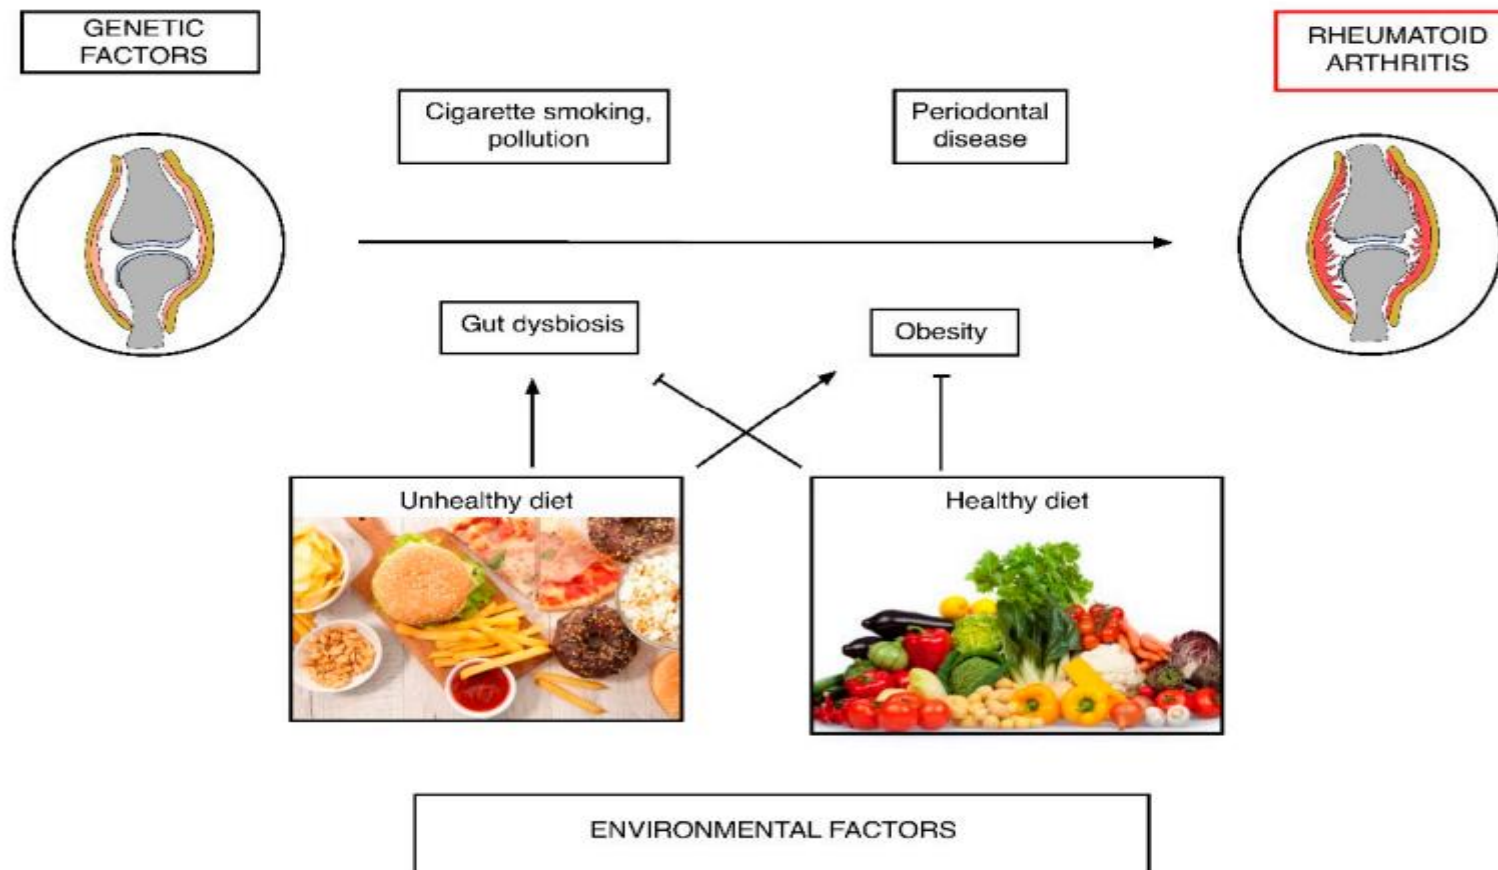 GENETIC
FACTORS
RHEUMATOID
ARTHRITIS
Cigarette smoking,
pollution
Periodontal
disease
Gut dysbiosis
Obesity
Unhealthy diet
Healthy diet
ENVIRONMENTAL FACTORS